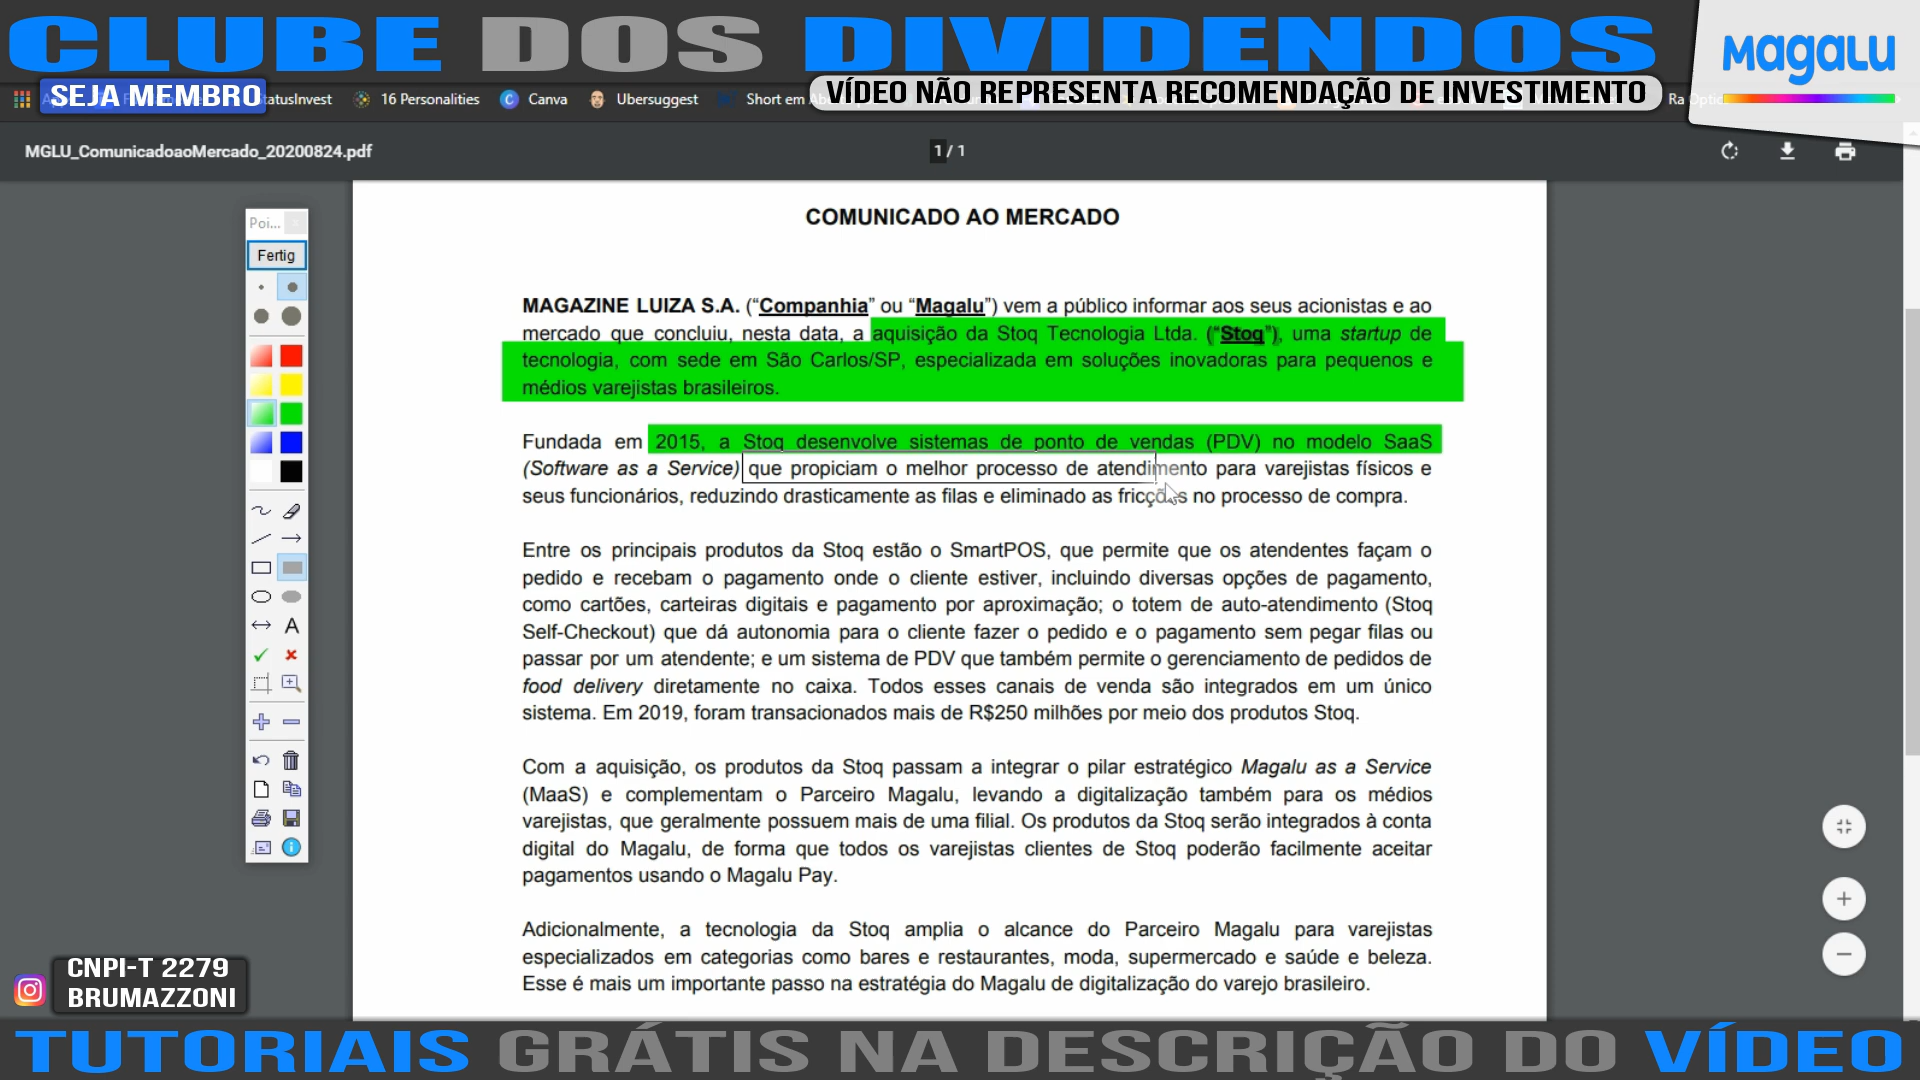 CLUBE DOS DIVIDENDOS
Magalu
SEJA MEMBRO
StatusInvest
16 Personalities
Canva
Ubersuggest
Short em
VÍDEO NÃO REPRESENTA RECOMENDAÇÃO DE INVESTIMENTO
MGLU_ComunicadoaoMercado_20200824.pdf
1 / 1
Poi...
Fertig
COMUNICADO AO MERCADO
MAGAZINE LUIZA S.A. (“Companhia” ou “Magalu”) vem a público informar aos seus acionistas e ao
mercado que concluiu, nesta data, a aquisição da Stoq Tecnologia Ltda. (“Stoq”), uma startup de
tecnologia, com sede em São Carlos/SP, especializada em soluções inovadoras para pequenos e
médios varejistas brasileiros.
Fundada em 2015, a Stoq desenvolve sistemas de ponto de vendas (PDV) no modelo SaaS
(Software as a Service) que propiciam o melhor processo de atendimento para varejistas físicos e
seus funcionários, reduzindo drasticamente as filas e eliminado as fricções no processo de compra.
Entre os principais produtos da Stoq estão o SmartPOS, que permite que os atendentes façam o
pedido e recebam o pagamento onde o cliente estiver, incluindo diversas opções de pagamento,
como cartões, carteiras digitais e pagamento por aproximação; o totem de auto-atendimento (Stoq
Self-Checkout) que dá autonomia para o cliente fazer o pedido e o pagamento sem pegar filas ou
passar por um atendente; e um sistema de PDV que também permite o gerenciamento de pedidos de
food delivery diretamente no caixa. Todos esses canais de venda são integrados em um único
sistema. Em 2019, foram transacionados mais de R$250 milhões por meio dos produtos Stoq.
Com a aquisição, os produtos da Stoq passam a integrar o pilar estratégico Magalu as a Service
(MaaS) e complementam o Parceiro Magalu, levando a digitalização também para os médios
varejistas, que geralmente possuem mais de uma filial. Os produtos da Stoq serão integrados à conta
digital do Magalu, de forma que todos os varejistas clientes de Stoq poderão facilmente aceitar
pagamentos usando o Magalu Pay.
Adicionalmente, a tecnologia da Stoq amplia o alcance do Parceiro Magalu para varejistas
especializados em categorias como bares e restaurantes, moda, supermercado e saúde e beleza.
Esse é mais um importante passo na estratégia do Magalu de digitalização do varejo brasileiro.
CNPI-T 2279
BRUMAZZONI
TUTORIAIS GRÁTIS NA DESCRIÇÃO DO VÍDEO